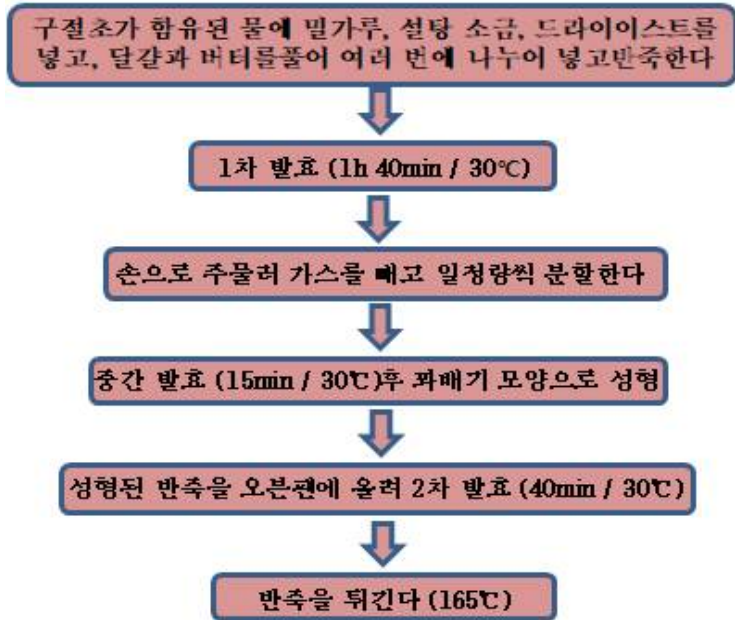 구절초가 함유된 물에 밀가루, 설탕 소금, 드라이이스트를
넣고, 달걀과 버터를풀어 여러 번에 나누이 넣고반죽한다
1차 발효 (1h 40min / 30℃)
손으로 주물러 가스를 빼고 일정량씩 분할한다
중간 발효 (15min / 30℃)후 꽈배기 모양으로 성형
성형된 반죽을 오븐팬에 올려 2차 발효 (40min / 30℃)
반죽을 튀긴다 (165℃)